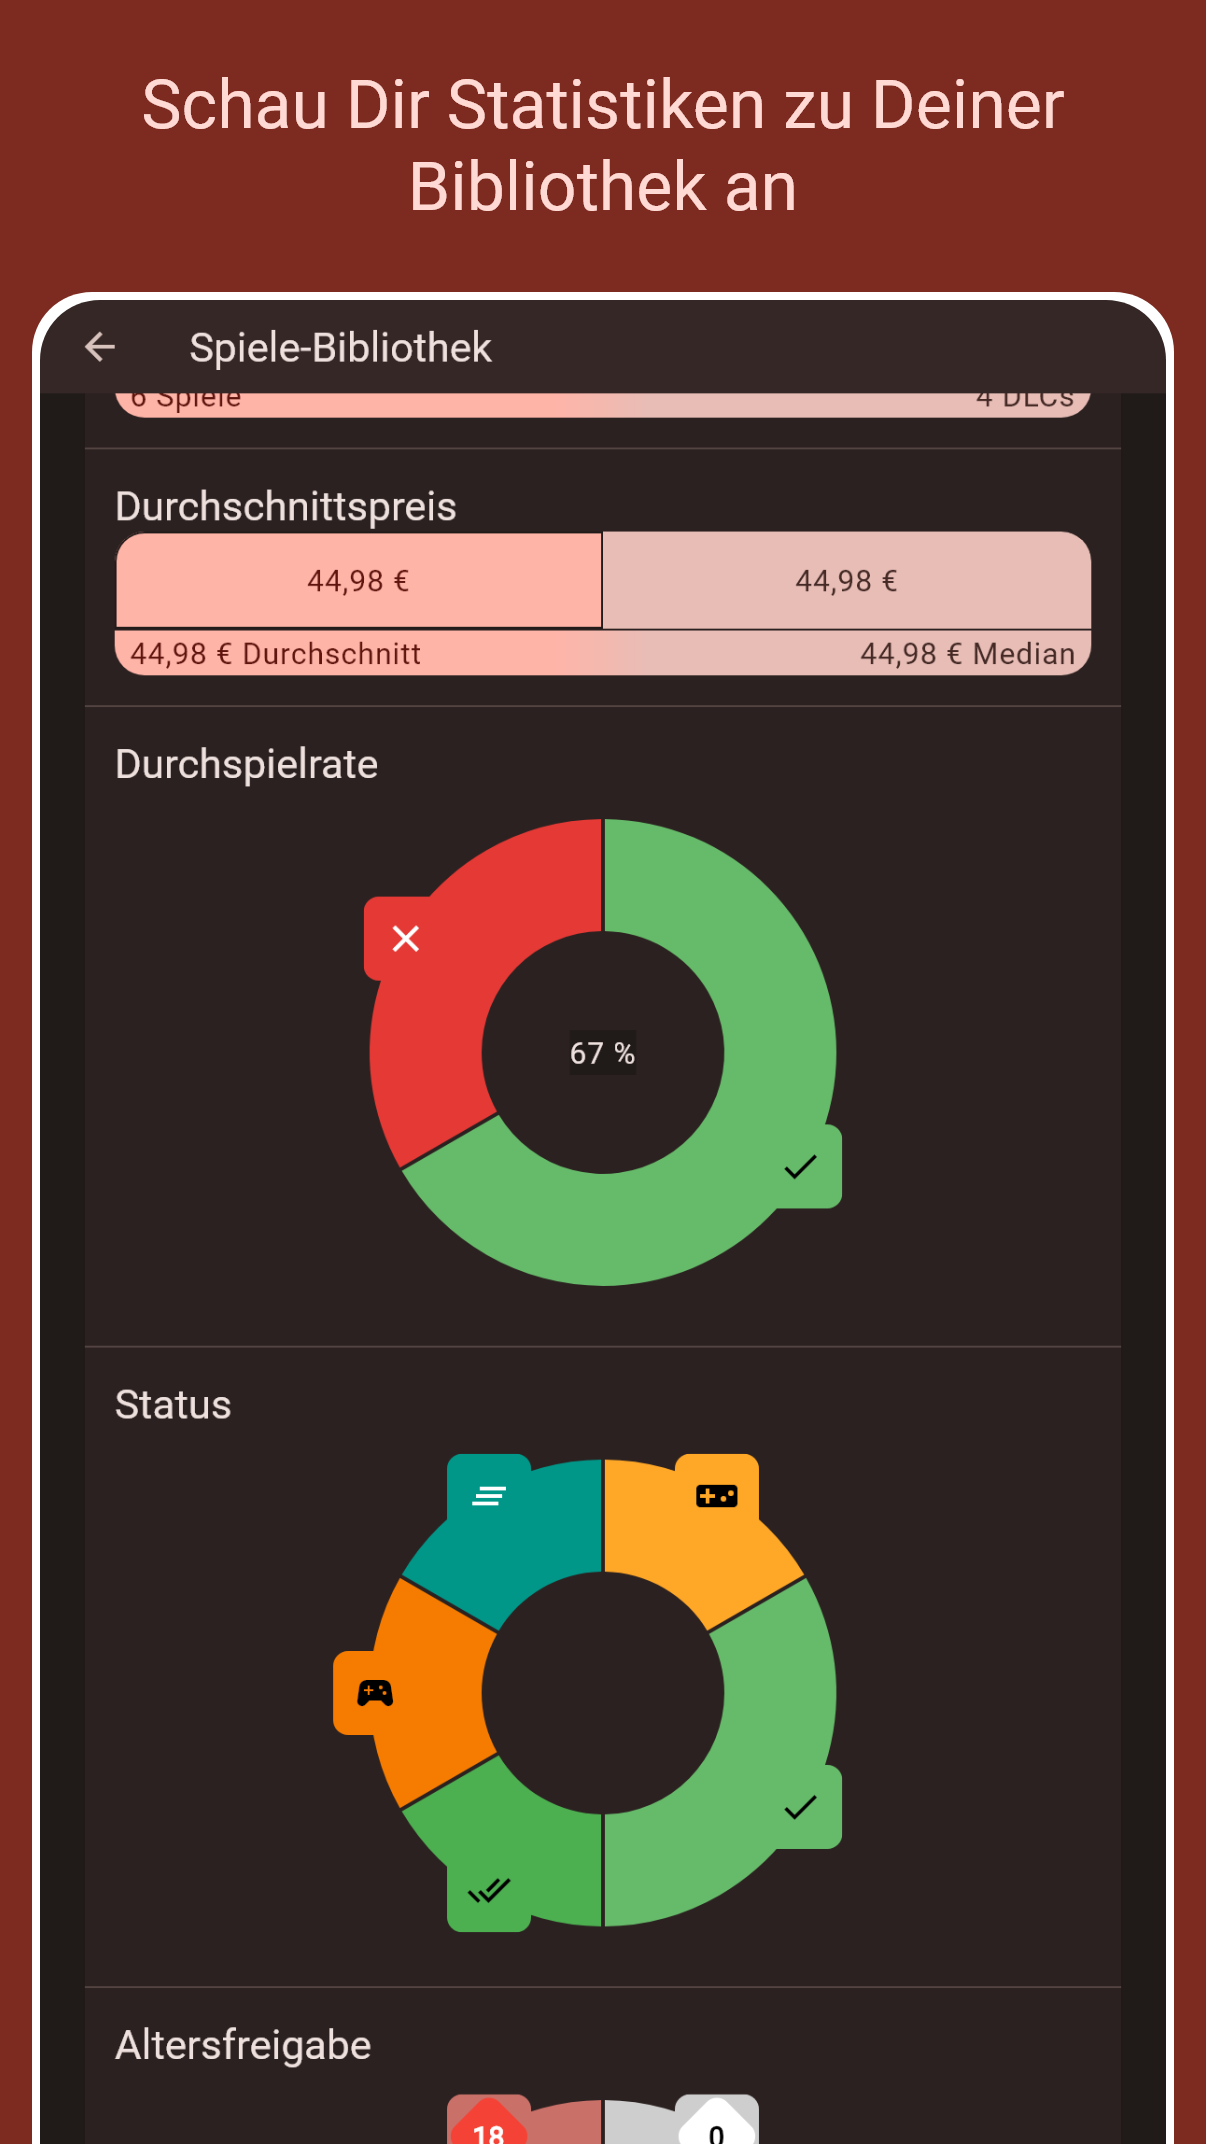 Schau Dir Statistiken zu Deiner
Bibliothek an
Spiele-Bibliothek
6 Spiele 4 DLCs
Durchschnittspreis
44,98 € 44,98 €
44,98 € Durchschnitt 44,98 € Median
Durchspielrate
67 %
Status
Altersfreigabe
18 0